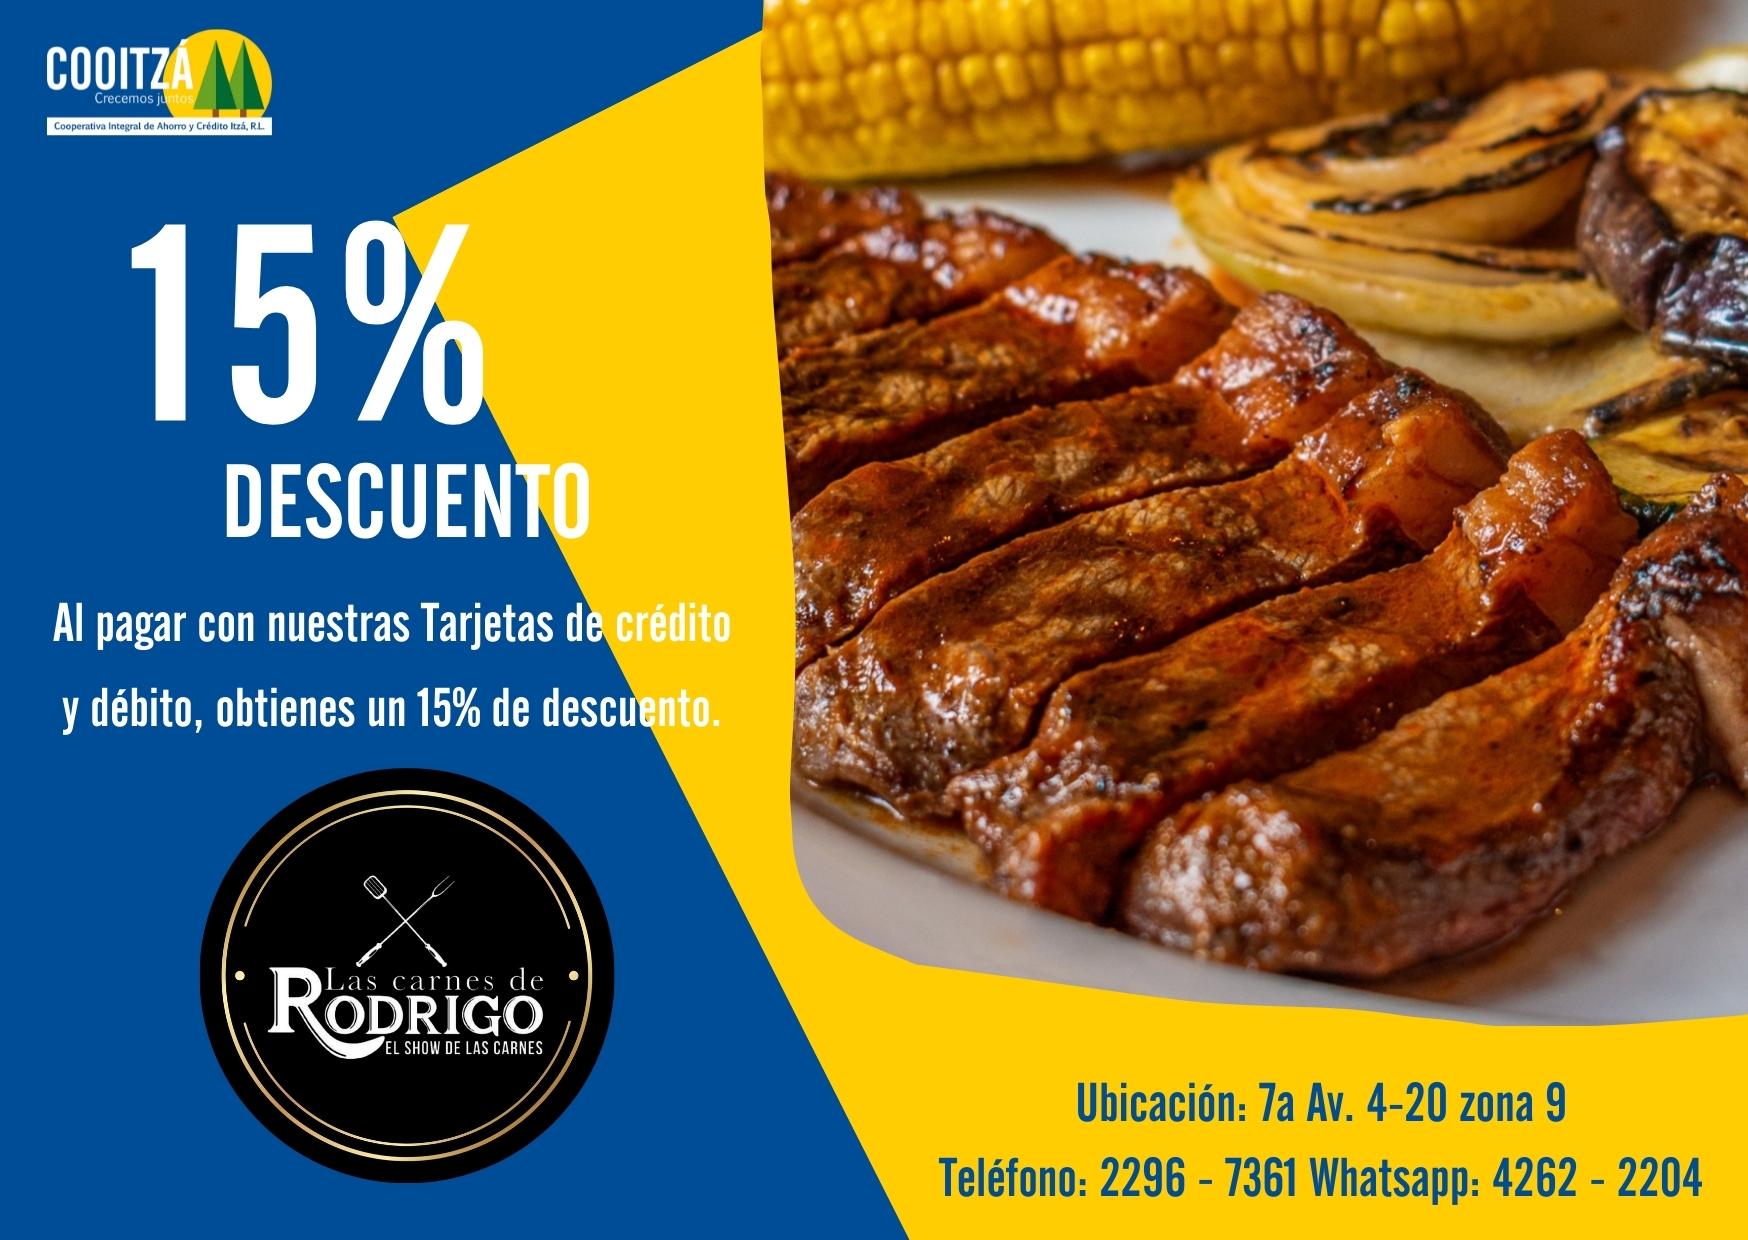 COOITZÁ
Crecemos juntos
Cooperativa Integral de Ahorro y Crédito Itzá, R.L.
15%
DESCUENTO
Al pagar con nuestras Tarjetas de crédito
y débito, obtienes un 15% de descuento.
Las carnes de
RODRIGO
EL SHOW DE LAS CARNES
Ubicación: 7a Av. 4-20 zona 9
Teléfono: 2296 - 7361 Whatsapp: 4262 - 2204